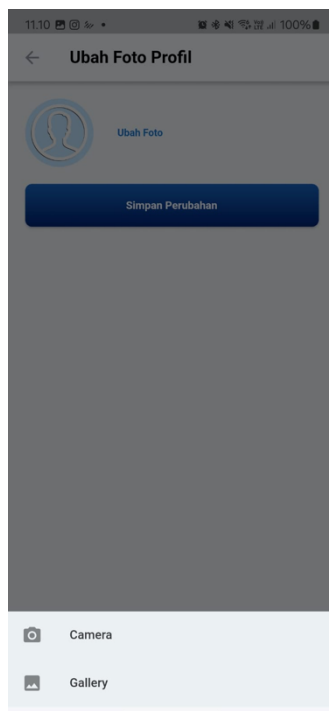 11.10 100%
Ubah Foto Profil
Ubah Foto
Simpan Perubahan
Camera
Gallery